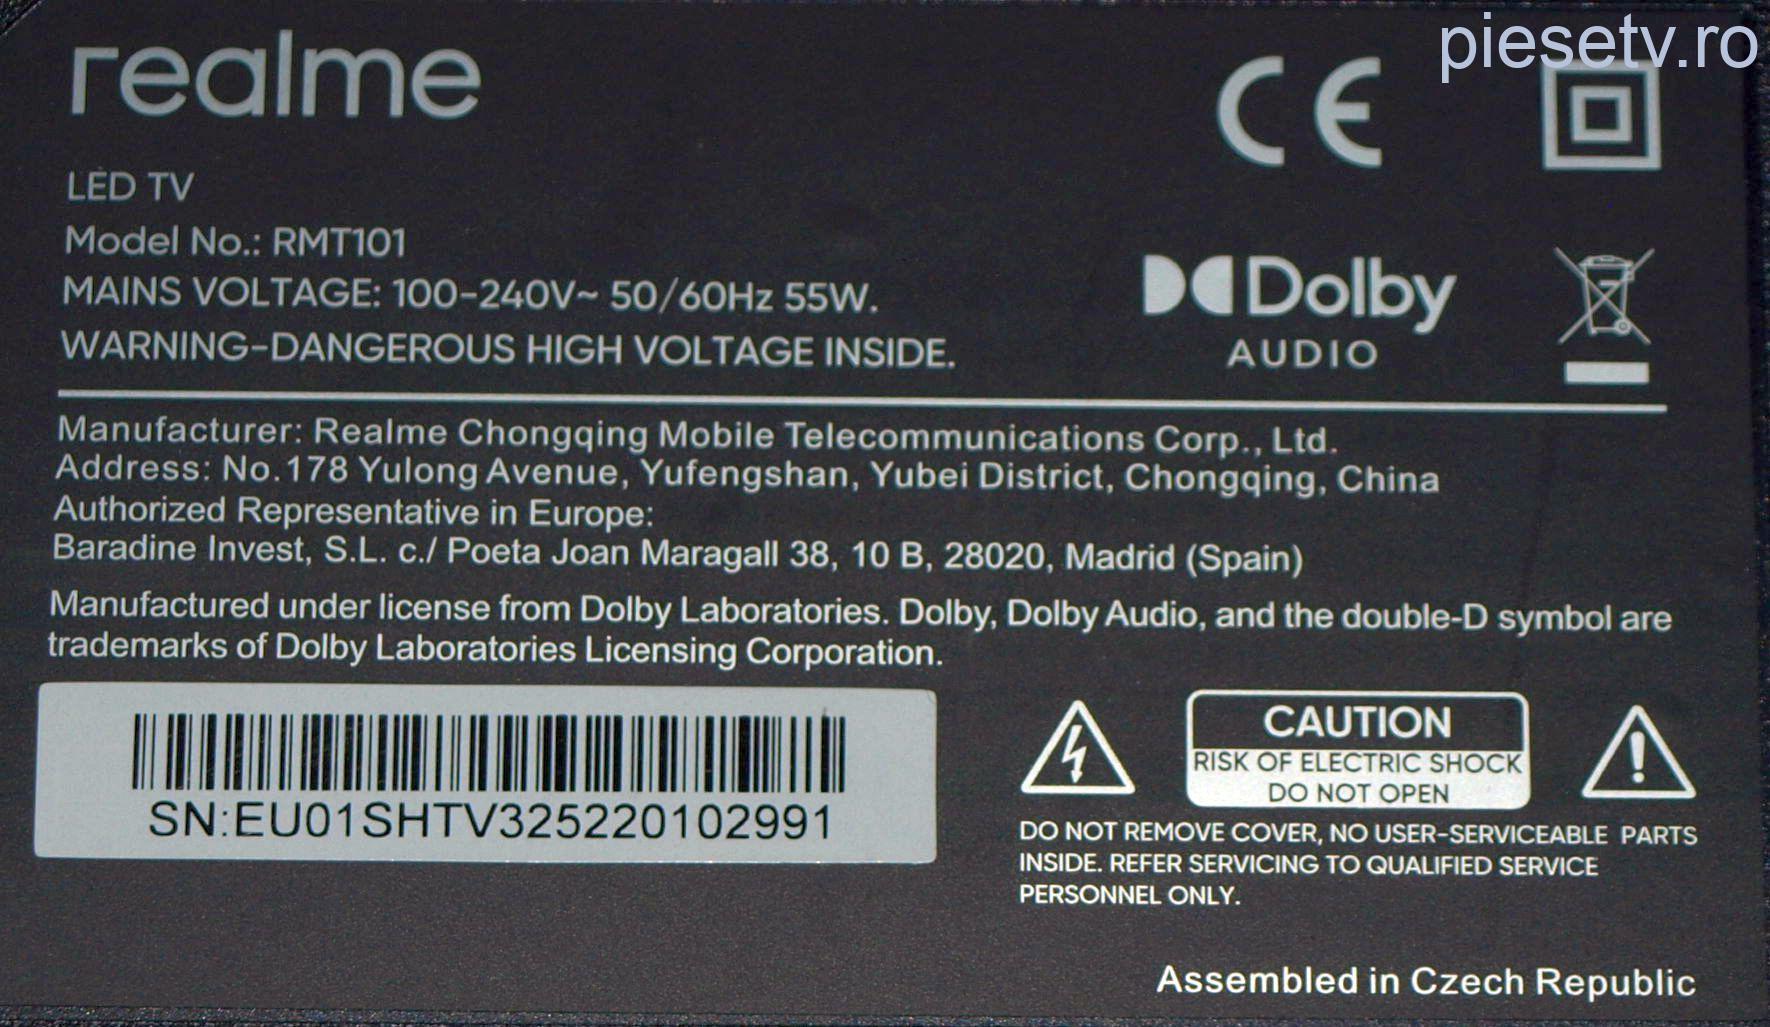 piesetv.ro
realme
CE
LED TV
Model No.: RMT101
MAINS VOLTAGE: 100-240V~ 50/60Hz 55W.
WARNING-DANGEROUS HIGH VOLTAGE INSIDE.
Dolby
AUDIO
Manufacturer: Realme Chongqing Mobile Telecommunications Corp., Ltd.
Address: No.178 Yulong Avenue, Yufengshan, Yubei District, Chongqing, China
Authorized Representative in Europe:
Baradine Invest, S.L. c./ Poeta Joan Maragall 38, 10 B, 28020, Madrid (Spain)
Manufactured under license from Dolby Laboratories. Dolby, Dolby Audio, and the double-D symbol are
trademarks of Dolby Laboratories Licensing Corporation.
SN:EU01SHTV325220102991
CAUTION
RISK OF ELECTRIC SHOCK
DO NOT OPEN
DO NOT REMOVE COVER, NO USER-SERVICEABLE PARTS
INSIDE. REFER SERVICING TO QUALIFIED SERVICE
PERSONNEL ONLY.
Assembled in Czech Republic